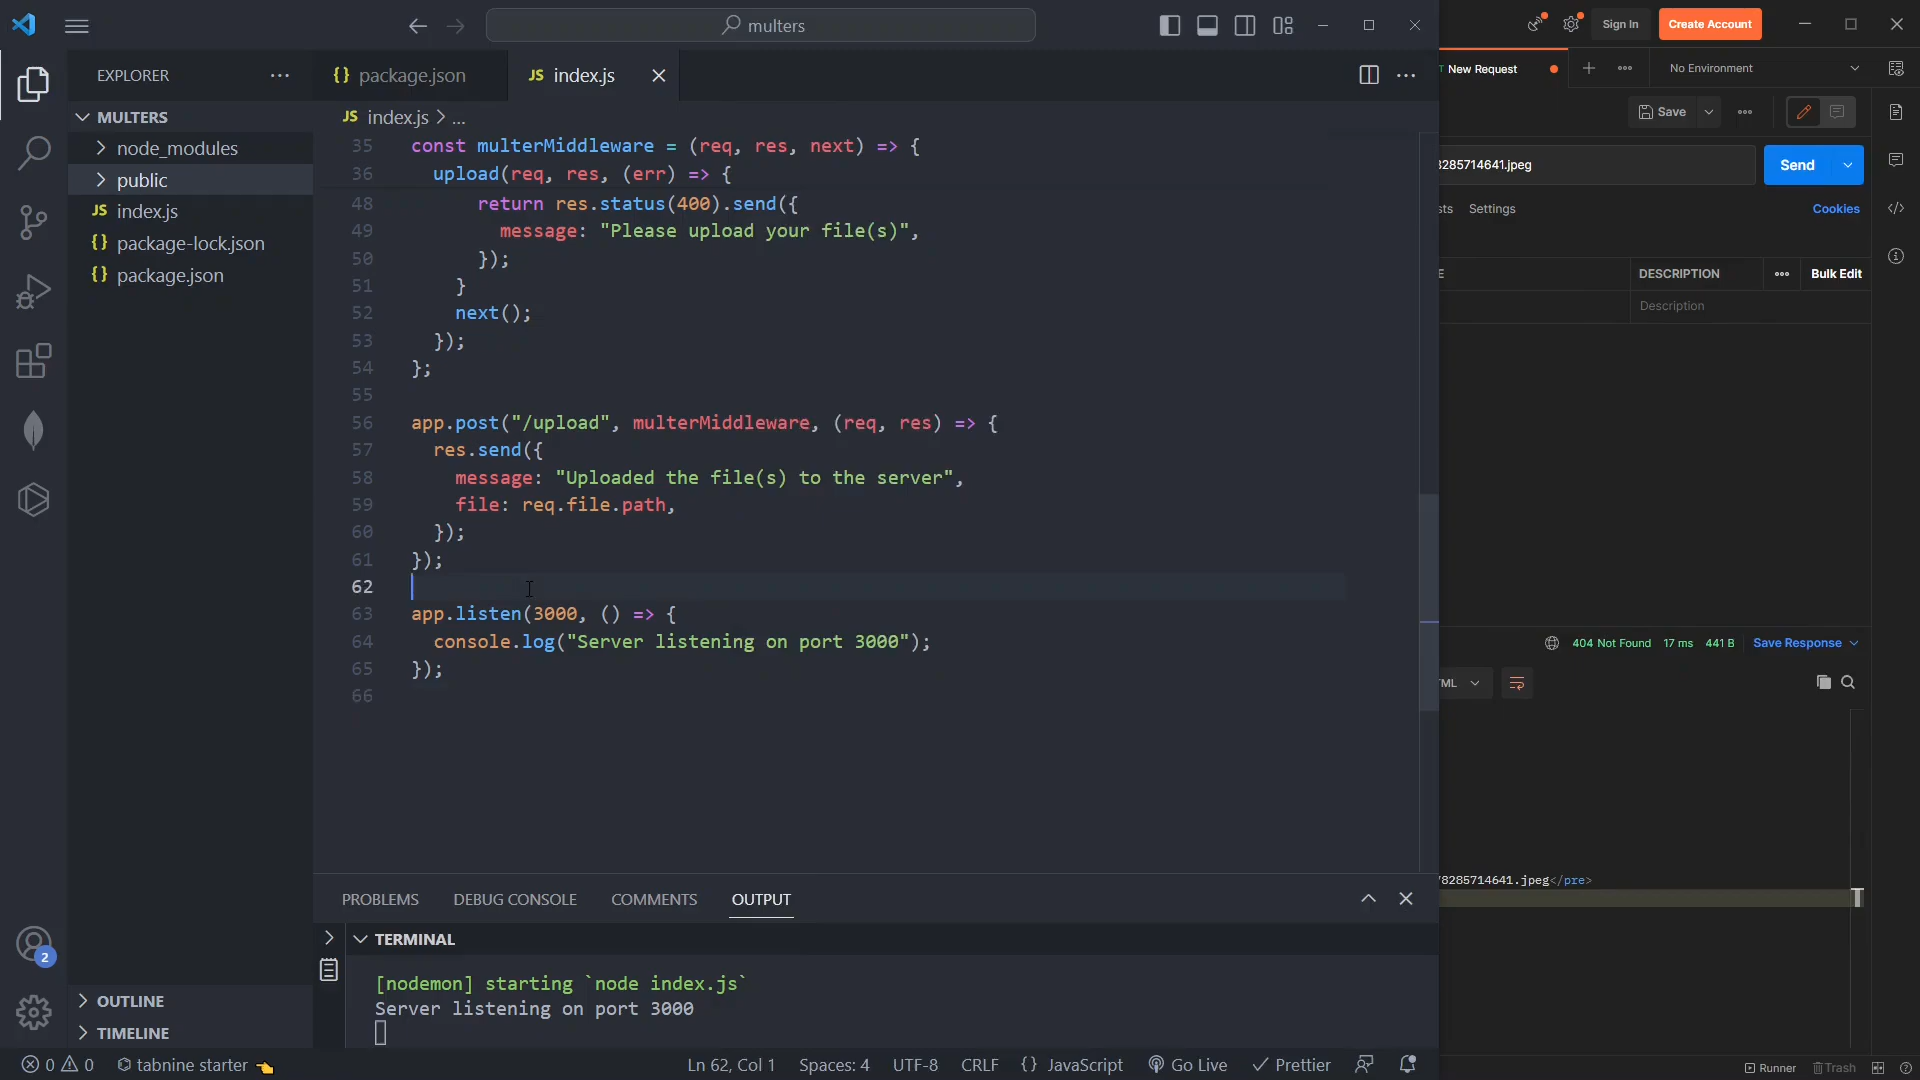 multers
EXPLORER
MULTERS
node_modules
public
JS index.js
{} package-lock.json
{} package.json
OUTLINE
TIMELINE
{} package.json
JS index.js
JS index.js > ...
35 const multerMiddleware = (req, res, next) => {
36 upload(req, res, (err) => {
48 return res.status(400).send({
49 message: "Please upload your file(s)",
50 });
51 }
52 next();
53 });
54 };
55
56 app.post("/upload", multerMiddleware, (req, res) => {
57 res.send({
58 message: "Uploaded the file(s) to the server",
59 file: req.file.path,
60 });
61 });
62
63 app.listen(3000, () => {
64 console.log("Server listening on port 3000");
65 });
66
PROBLEMS DEBUG CONSOLE COMMENTS OUTPUT
TERMINAL
[nodemon] starting `node index.js`
Server listening on port 3000
2
0 0 tabnine starter Ln 62, Col 1 Spaces: 4 UTF-8 CRLF {} JavaScript Go Live Prettier
Sign In Create Account
New Request No Environment
Save
8285714641.jpeg Send
sts Settings Cookies
E DESCRIPTION Bulk Edit
Description
404 Not Found 17 ms 441 B Save Response
ML
78285714641.jpeg</pre>
Runner Trash